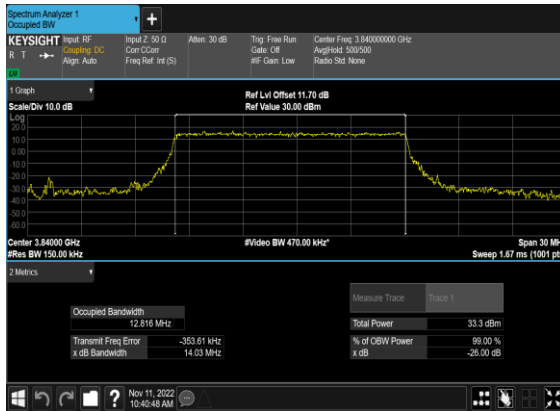 Spectrum Analyzer 1
Occupied BW
KEYSIGHT
R T
Input: RF
Coupling: DC
Align: Auto
Input Z: 50 Ω
Corr CCorr
Freq Ref: Int (S)
Atten: 30 dB
Trig: Free Run
Gate: Off
#IF Gain: Low
Center Freq: 3.840000000 GHz
Avg|Hold: 500/500
Radio Std: None
1 Graph
Scale/Div 10.0 dB
Ref Lvl Offset 11.70 dB
Ref Value 30.00 dBm
Log
20.0
10.0
0.00
-10.0
-20.0
-30.0
-40.0
-50.0
-60.0
Center 3.84000 GHz
#Video BW 470.00 kHz*
Span 30 MH
#Res BW 150.00 kHz
Sweep 1.67 ms (1001 pt
2 Metrics
Measure Trace
Trace 1
Occupied Bandwidth
12.816 MHz
Total Power
33.3 dBm
Transmit Freq Error
-353.61 kHz
% of OBW Power
99.00 %
x dB Bandwidth
14.03 MHz
x dB
-26.00 dB
?
Nov 11, 2022
10:40:48 AM